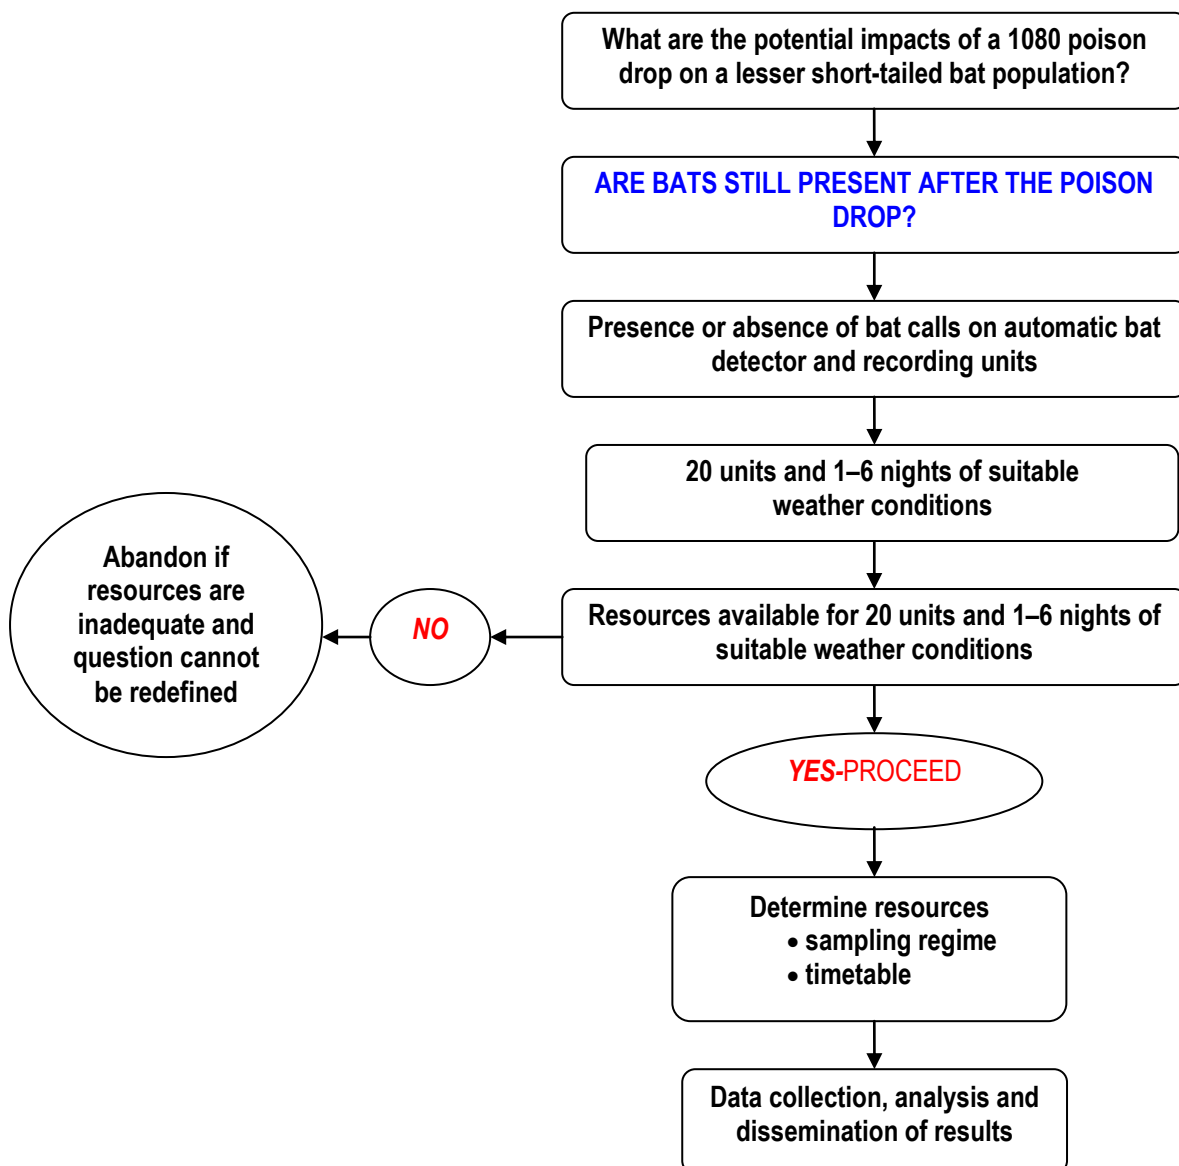 What are the potential impacts of a 1080 poison
drop on a lesser short-tailed bat population?
ARE BATS STILL PRESENT AFTER THE POISON
DROP?
Presence or absence of bat calls on automatic bat
detector and recording units
20 units and 1–6 nights of suitable
weather conditions
Abandon if
resources are
inadequate and
question cannot
be redefined
NO
Resources available for 20 units and 1–6 nights of
suitable weather conditions
YES-PROCEED
Determine resources
• sampling regime
• timetable
Data collection, analysis and
dissemination of results